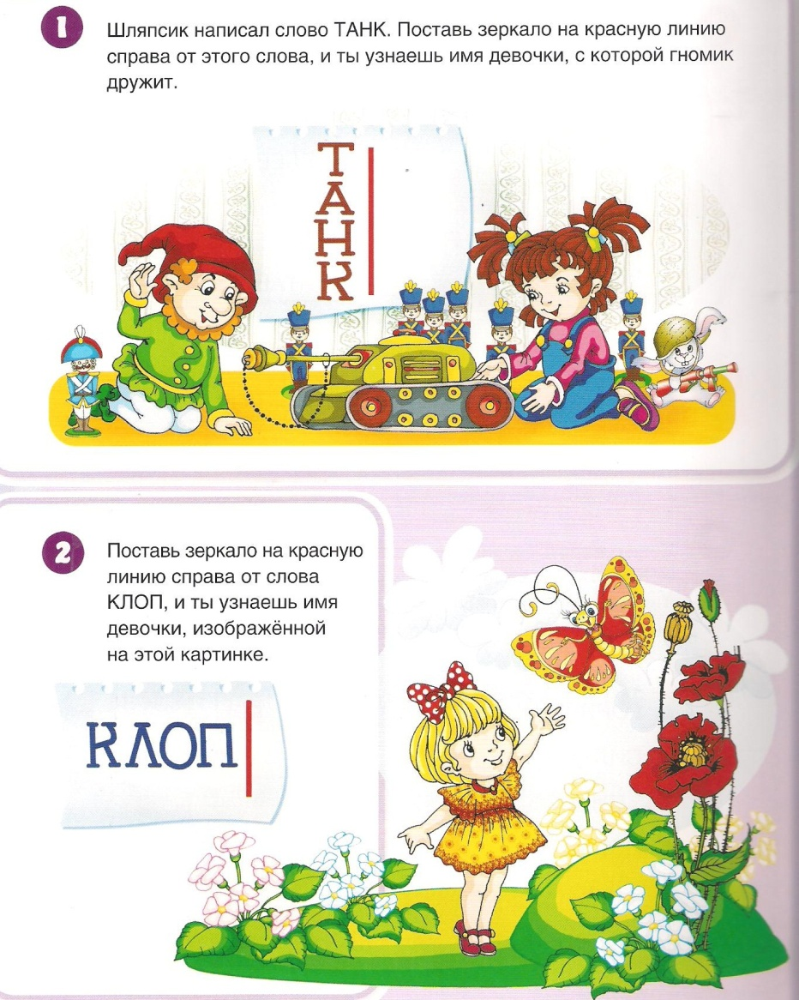 1
Шляпсик написал слово ТАНК. Поставь зеркало на красную линию
справа от этого слова, и ты узнаешь имя девочки, с которой гномик
дружит.
Т
А
Н
К
2
Поставь зеркало на красную
линию справа от слова
КЛОП, и ты узнаешь имя
девочки, изображённой
на этой картинке.
КЛОП